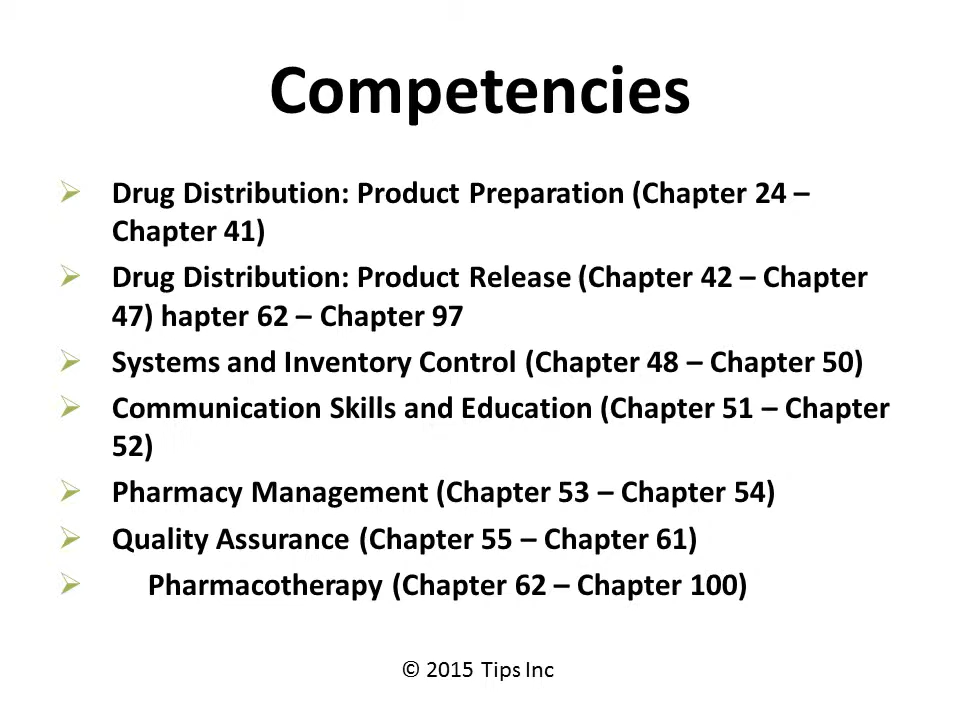 Competencies
Drug Distribution: Product Preparation (Chapter 24 –
Chapter 41)
Drug Distribution: Product Release (Chapter 42 – Chapter
47) hapter 62 – Chapter 97
Systems and Inventory Control (Chapter 48 – Chapter 50)
Communication Skills and Education (Chapter 51 – Chapter
52)
Pharmacy Management (Chapter 53 – Chapter 54)
Quality Assurance (Chapter 55 – Chapter 61)
Pharmacotherapy (Chapter 62 – Chapter 100)
© 2015 Tips Inc